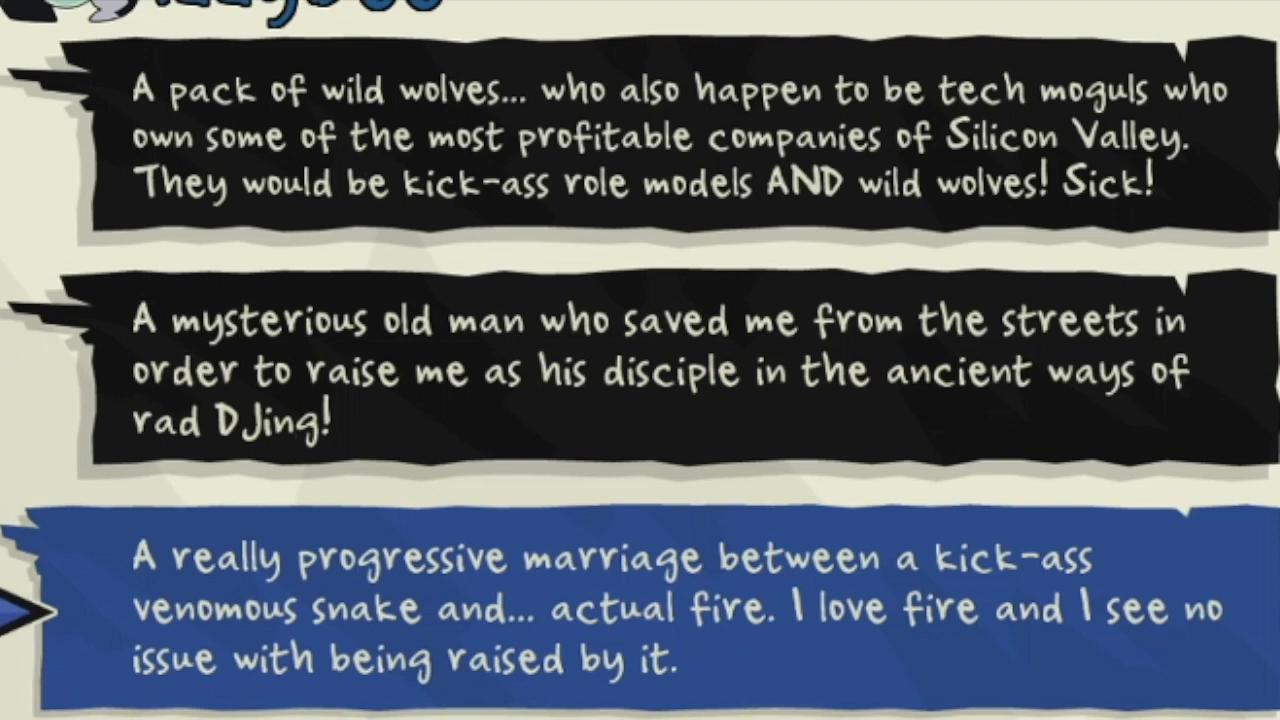 A pack of wild wolves... who also happen to be tech moguls who
own some of the most profitable companies of Silicon Valley.
They would be kick-ass role models AND wild wolves! Sick!
A mysterious old man who saved me from the streets in
order to raise me as his disciple in the ancient ways of
rad DJing!
A really progressive marriage between a kick-ass
venomous snake and... actual fire. I love fire and I see no
issue with being raised by it.